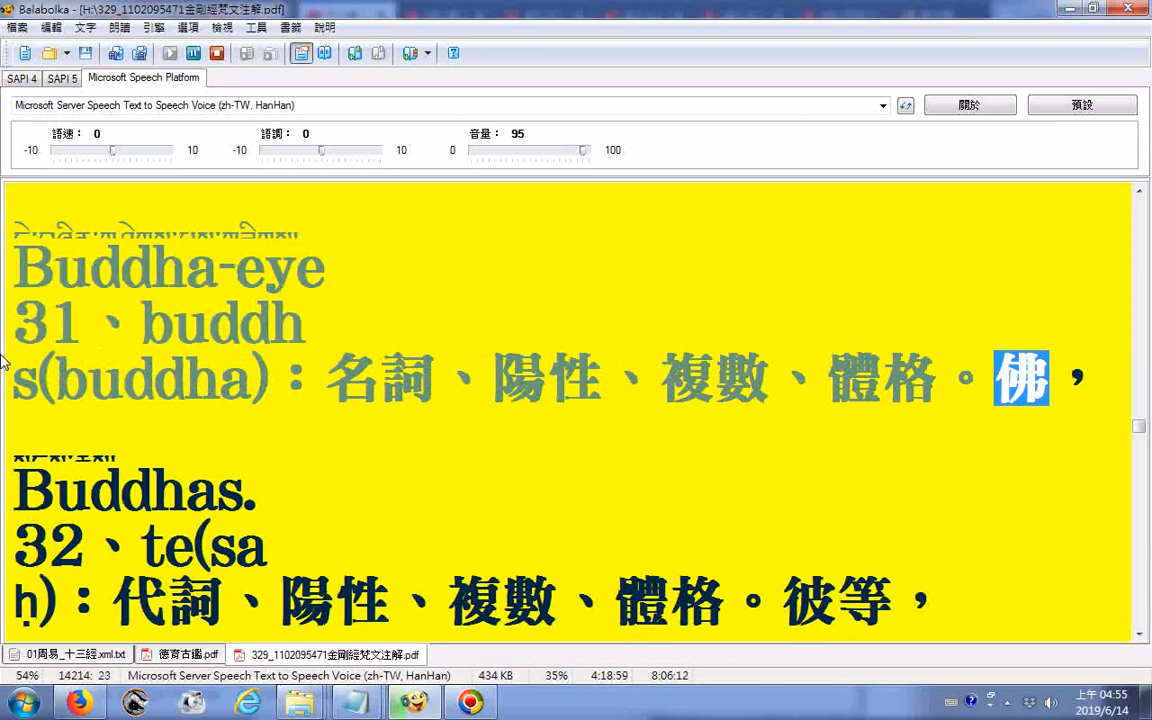 Balabolka - [H:\329_1102095471金剛經梵文注解.pdf]
檔案 編輯 文字 朗讀 引擎 選項 檢視 工具 書籤 說明
SAPI 4 SAPI 5 Microsoft Speech Platform
Microsoft Server Speech Text to Speech Voice (zh-TW, HanHan) 關於 預設
語速： 0 語調： 0 音量： 95
-10 10 -10 10 0 100
Buddha-eye
31、buddh
s(buddha)：名詞、陽性、複數、體格。佛，
Buddhas.
32、te(sa
ḥ)：代詞、陽性、複數、體格。彼等，
01周易_十三經.xml.txt 德育古鑑.pdf 329_1102095471金剛經梵文注解.pdf
54% 14214: 23 Microsoft Server Speech Text to Speech Voice (zh-TW, HanHan) 434 KB 35% 4:18:59 8:06:12
上午 04:55
2019/6/14